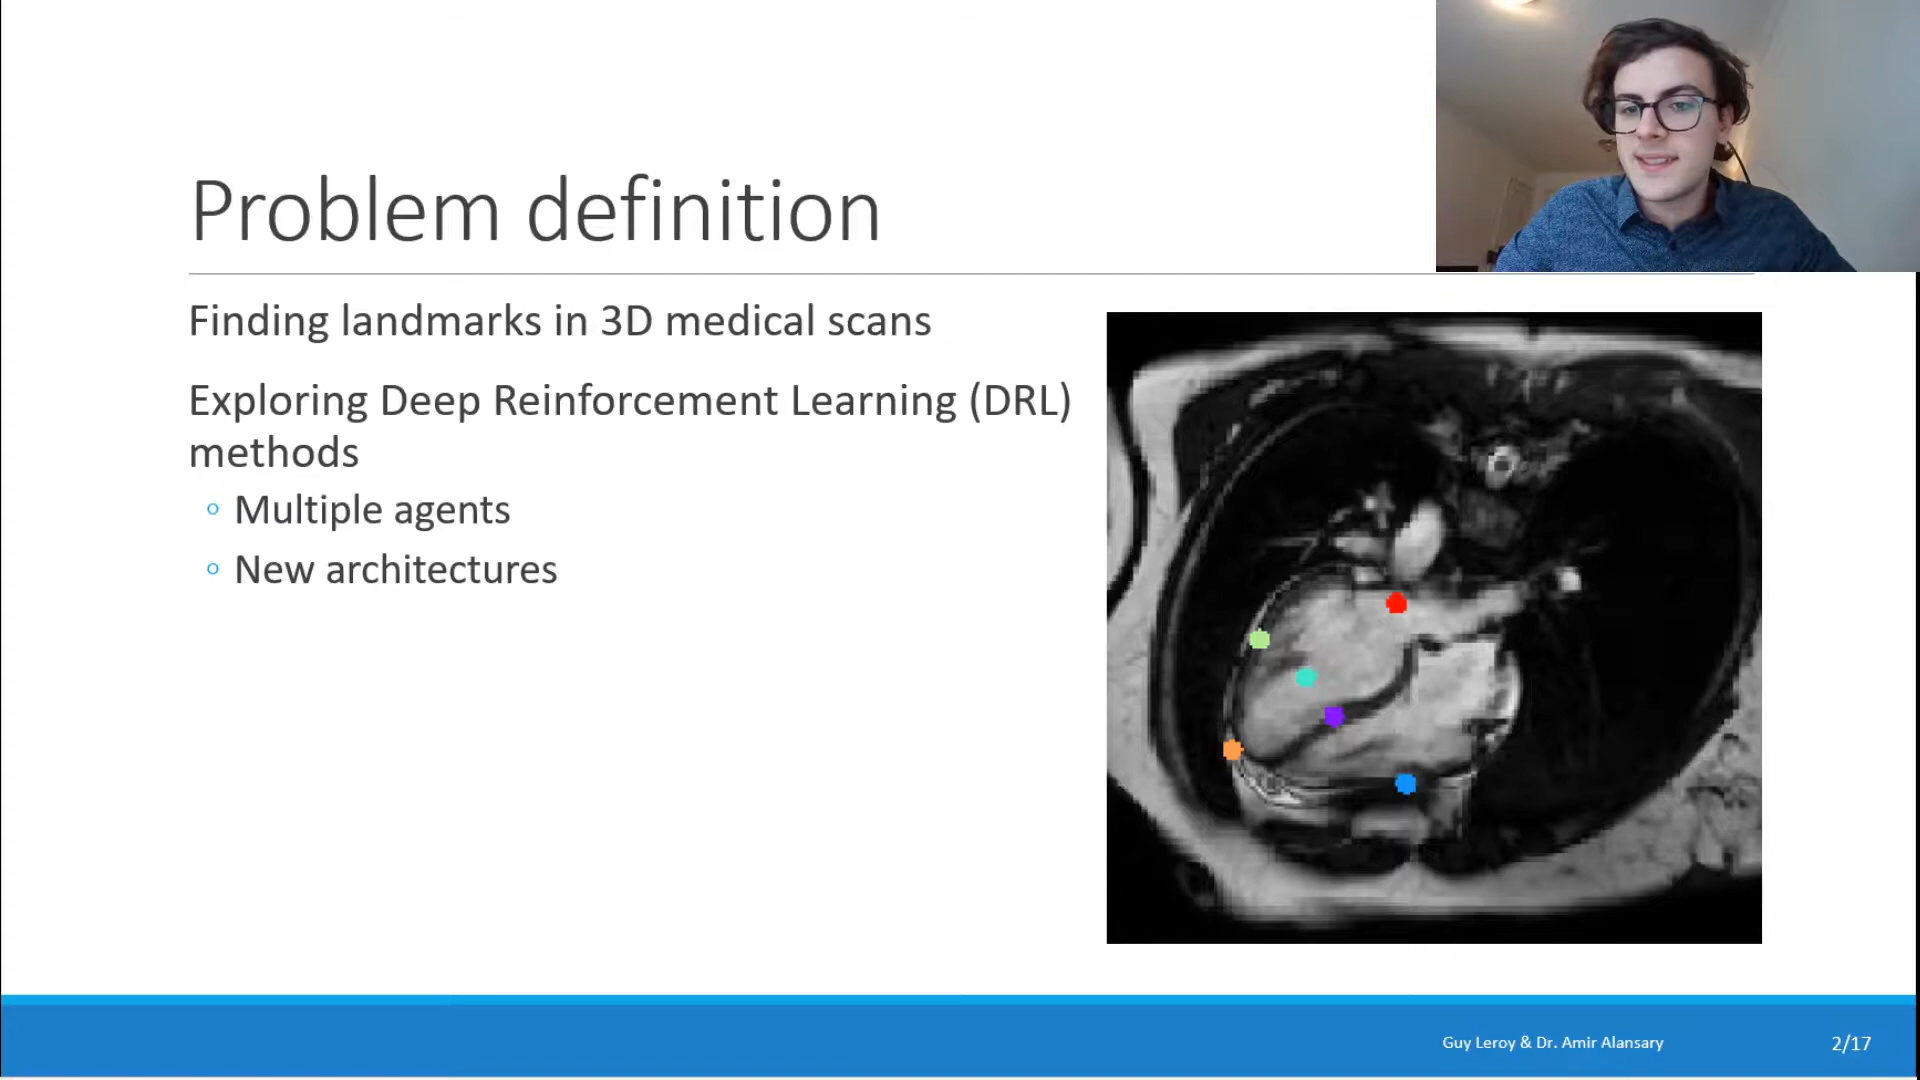 Problem definition
Finding landmarks in 3D medical scans
Exploring Deep Reinforcement Learning (DRL)
methods
Multiple agents
New architectures
Guy Leroy & Dr. Amir Alansary
2/17